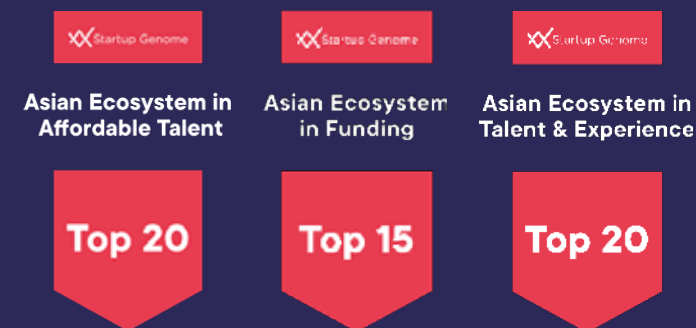 Startup Genome
Asian Ecosystem in
Affordable Talent
Top 20
Startup Genome
Asian Ecosystem
in Funding
Top 15
Startup Genome
Asian Ecosystem in
Talent & Experience
Top 20